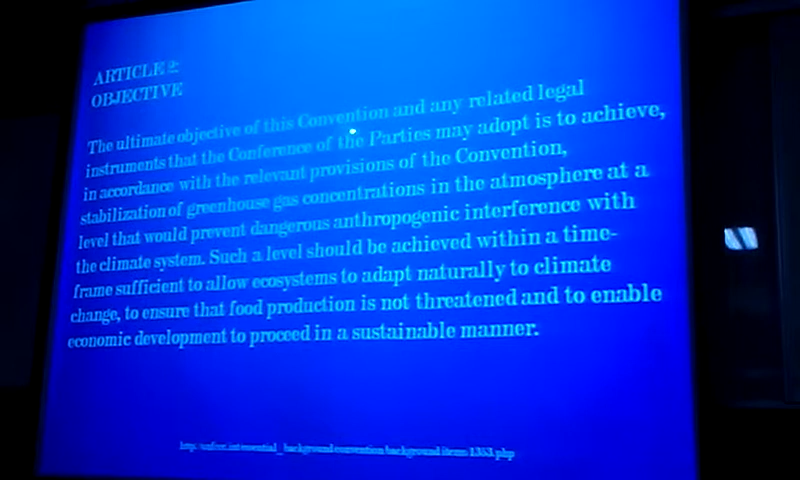 ARTICLE 2:
OBJECTIVE
The ultimate objective of this Convention and any related legal
instruments that the Conference of the Parties may adopt is to achieve,
in accordance with the relevant provisions of the Convention,
stabilization of greenhouse gas concentrations in the atmosphere at a
level that would prevent dangerous anthropogenic interference with
the climate system. Such a level should be achieved within a time-
frame sufficient to allow ecosystems to adapt naturally to climate
change, to ensure that food production is not threatened and to enable
economic development to proceed in a sustainable manner.